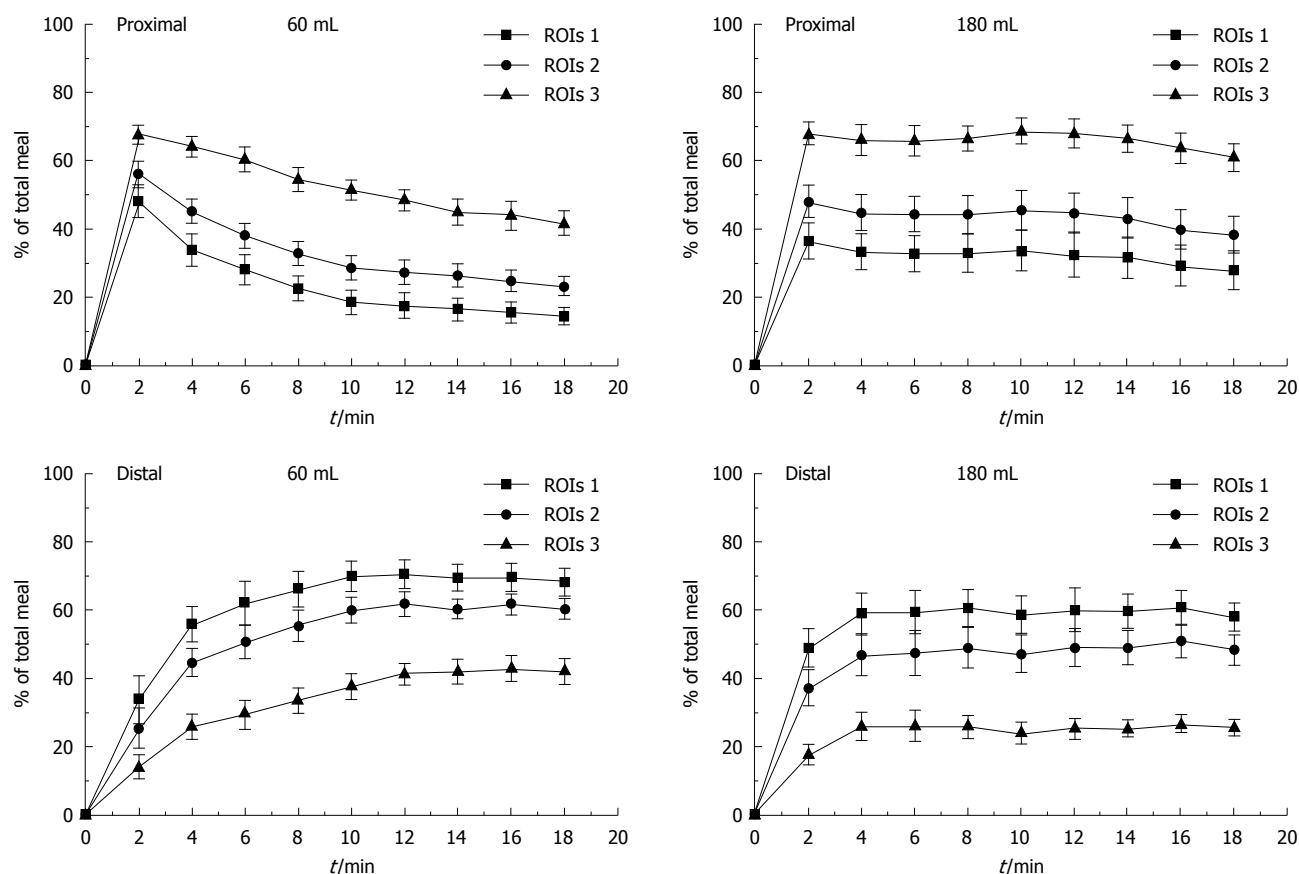 Proximal 60 mL
ROIs 1
ROIs 2
ROIs 3
% of total meal
100
80
60
40
20
0
0 2 4 6 8 10 12 14 16 18 20
t/min
Proximal 180 mL
ROIs 1
ROIs 2
ROIs 3
% of total meal
100
80
60
40
20
0
0 2 4 6 8 10 12 14 16 18 20
t/min
Distal 60 mL
ROIs 1
ROIs 2
ROIs 3
% of total meal
100
80
60
40
20
0
0 2 4 6 8 10 12 14 16 18 20
t/min
Distal 180 mL
ROIs 1
ROIs 2
ROIs 3
% of total meal
100
80
60
40
20
0
0 2 4 6 8 10 12 14 16 18 20
t/min